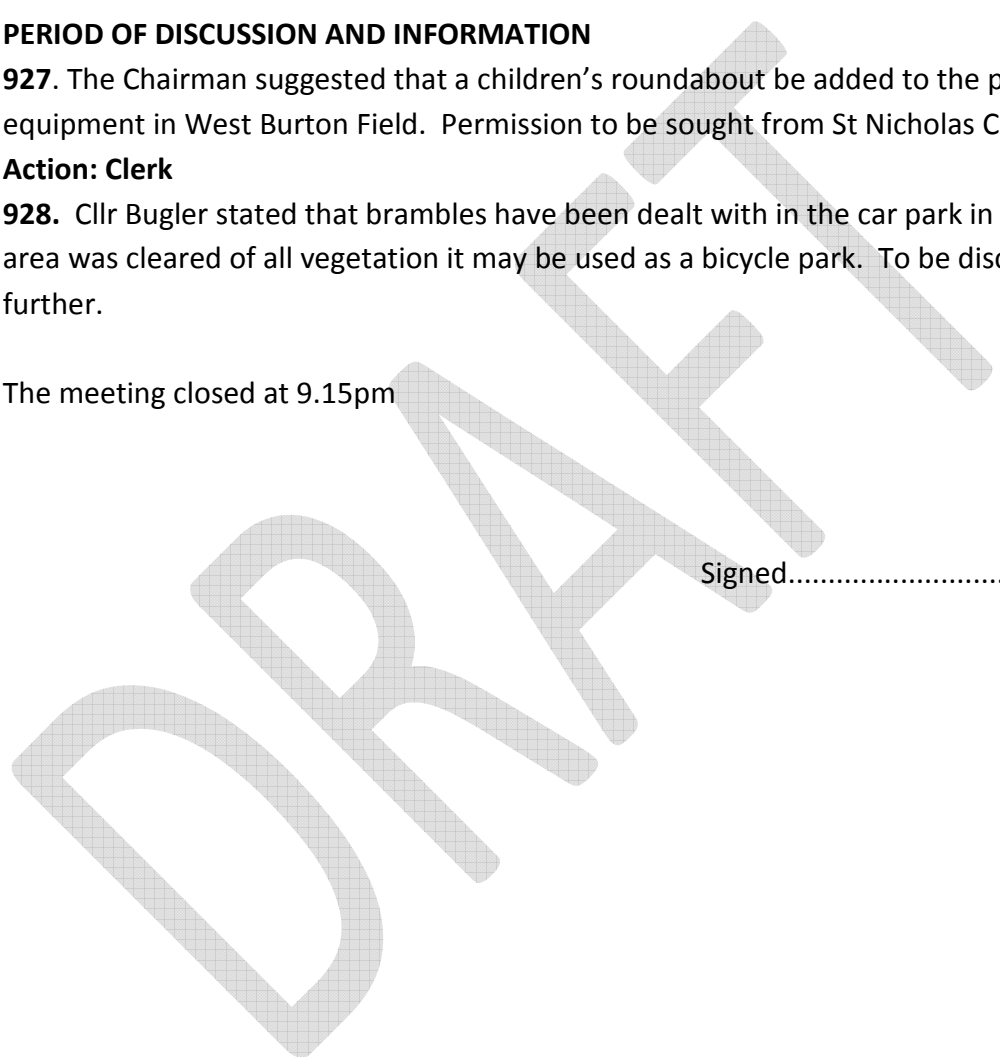 PERIOD OF DISCUSSION AND INFORMATION
927. The Chairman suggested that a children’s roundabout be added to the
equipment in West Burton Field.  Permission to be sought from St Nicholas
Action: Clerk
928.  Cllr Bugler stated that brambles have been dealt with in the car park in
area was cleared of all vegetation it may be used as a bicycle park.  To be
further.
The meeting closed at 9.15pm
Signed...........................
DRAFT